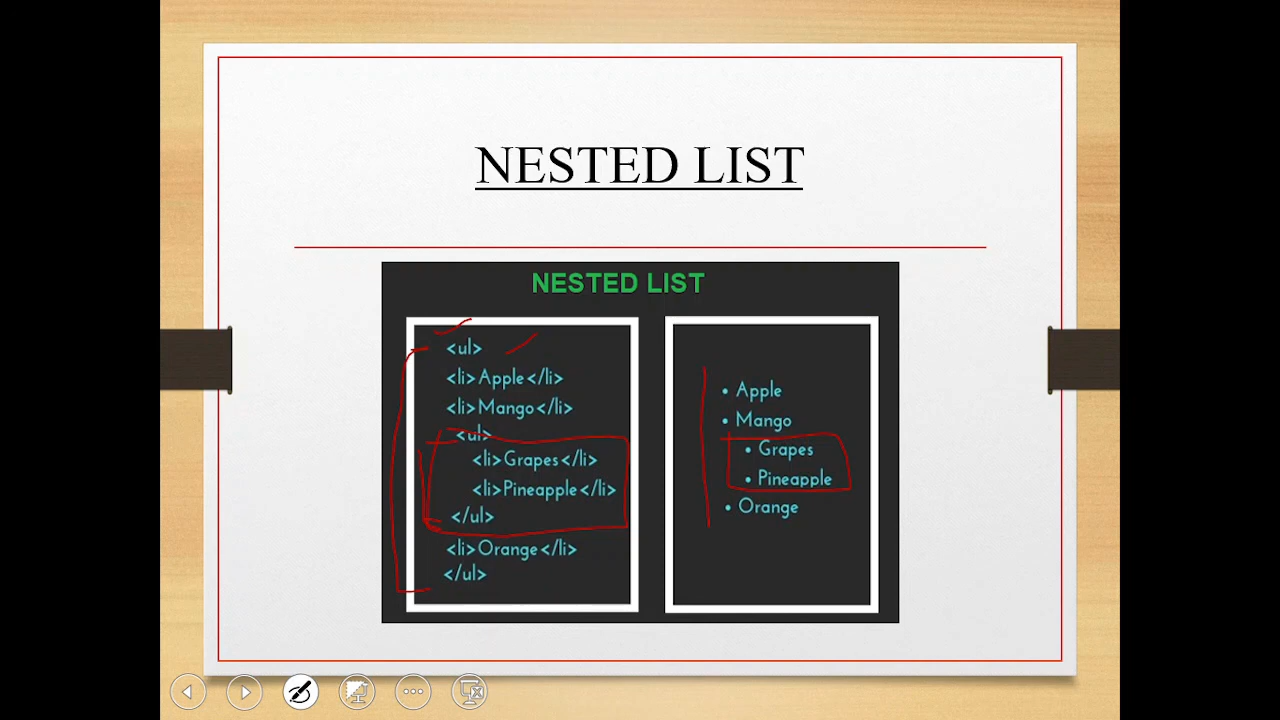 NESTED LIST
NESTED LIST
<ul>
<li>Apple</li>
<li>Mango</li>
<ul>
<li>Grapes</li>
<li>Pineapple</li>
</ul>
<li>Orange</li>
</ul>
• Apple
• Mango
• Grapes
• Pineapple
• Orange